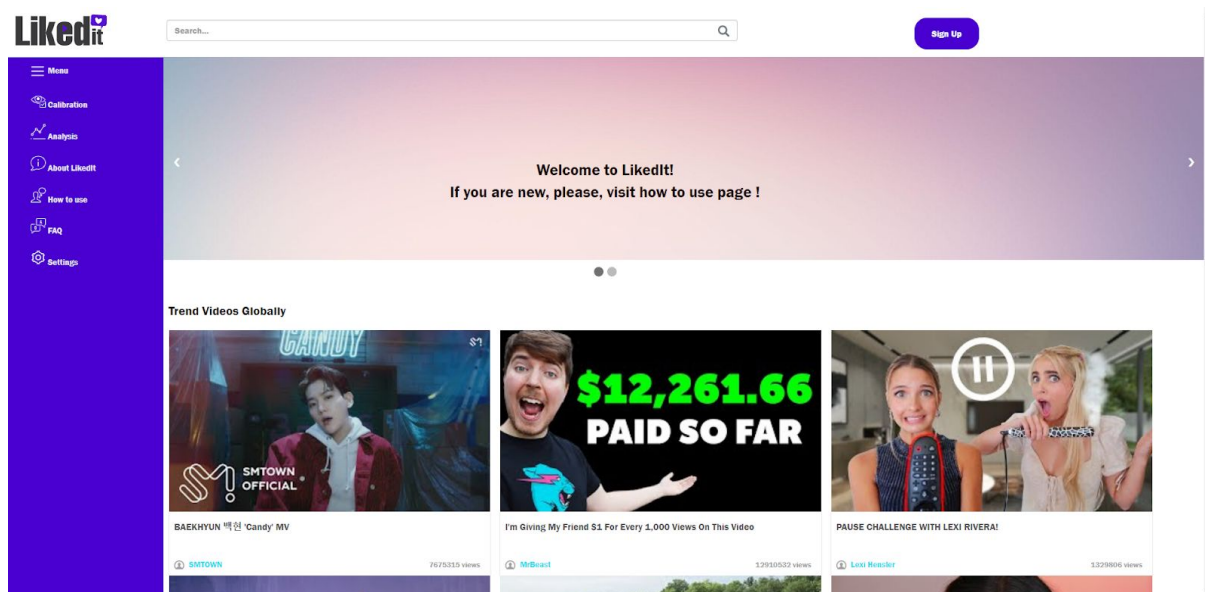 Likedit
Search...
Sign Up
Menu
Calibration
Analysis
About LikedIt
How to use
FAQ
Settings
Welcome to LikedIt!
If you are new, please, visit how to use page !
Trend Videos Globally
CANDY
SMTOWN
OFFICIAL
$12,261.66
PAID SO FAR
BAEKHYUN 백현 'Candy' MV
I'm Giving My Friend $1 For Every 1,000 Views On This Video
PAUSE CHALLENGE WITH LEXI RIVERA!
SMTOWN 7675315 views
MrBeast 12910532 views
Lexi Hensler 1329806 views